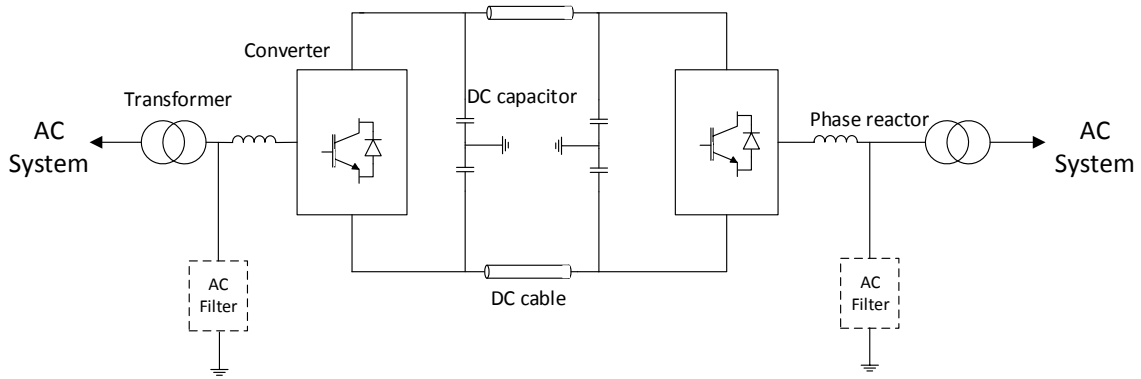 Converter
Transformer
AC
System
DC capacitor
Phase reactor
AC
System
AC
Filter
DC cable
AC
Filter